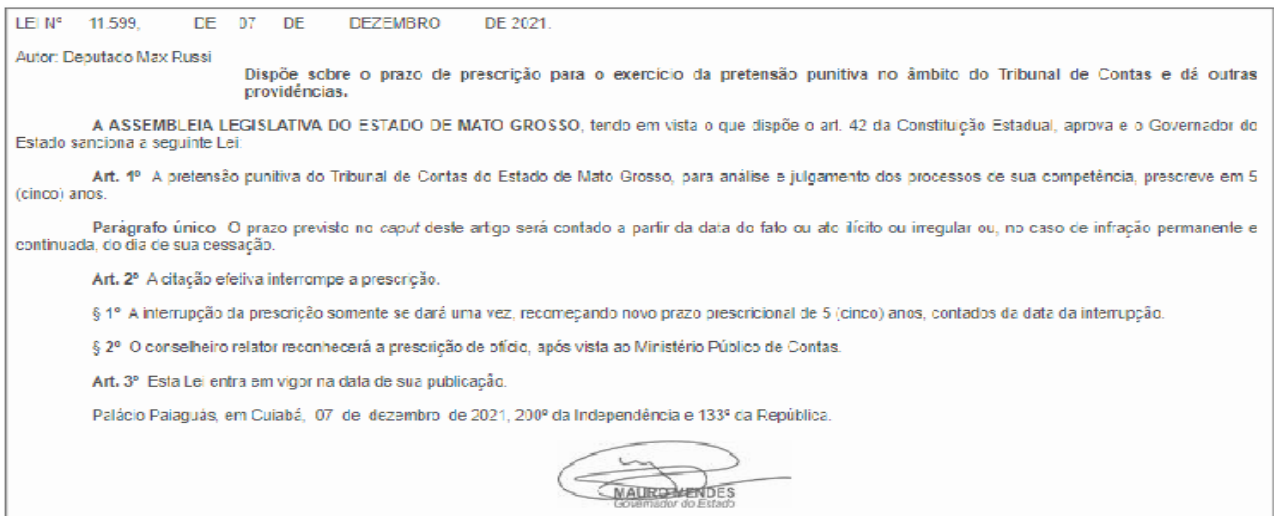 LEI Nº 11.599, DE 07 DE DEZEMBRO DE 2021.
Autor: Deputado Max Russi
Dispõe sobre o prazo de prescrição para o exercício da pretensão punitiva no âmbito do Tribunal de Contas e dá outras
providências.
A ASSEMBLEIA LEGISLATIVA DO ESTADO DE MATO GROSSO, tendo em vista o que dispõe o art. 42 da Constituição Estadual, aprova e o Governador do
Estado sanciona a seguinte Lei:
Art. 1º A pretensão punitiva do Tribunal de Contas do Estado de Mato Grosso, para análise e julgamento dos processos de sua competência, prescreve em 5
(cinco) anos.
Parágrafo único O prazo previsto no caput deste artigo será contado a partir da data do fato ou ato ilícito ou irregular ou, no caso de infração permanente e
continuada, do dia de sua cessação.
Art. 2º A citação efetiva interrompe a prescrição.
§ 1º A interrupção da prescrição somente se dará uma vez, recomeçando novo prazo prescricional de 5 (cinco) anos, contados da data da interrupção.
§ 2º O conselheiro relator reconhecerá a prescrição de ofício, após vista ao Ministério Público de Contas.
Art. 3º Esta Lei entra em vigor na data de sua publicação.
Palácio Paiaguás, em Cuiabá, 07 de dezembro de 2021, 200º da Independência e 133º da República.
MAURO MENDES
Governador do Estado